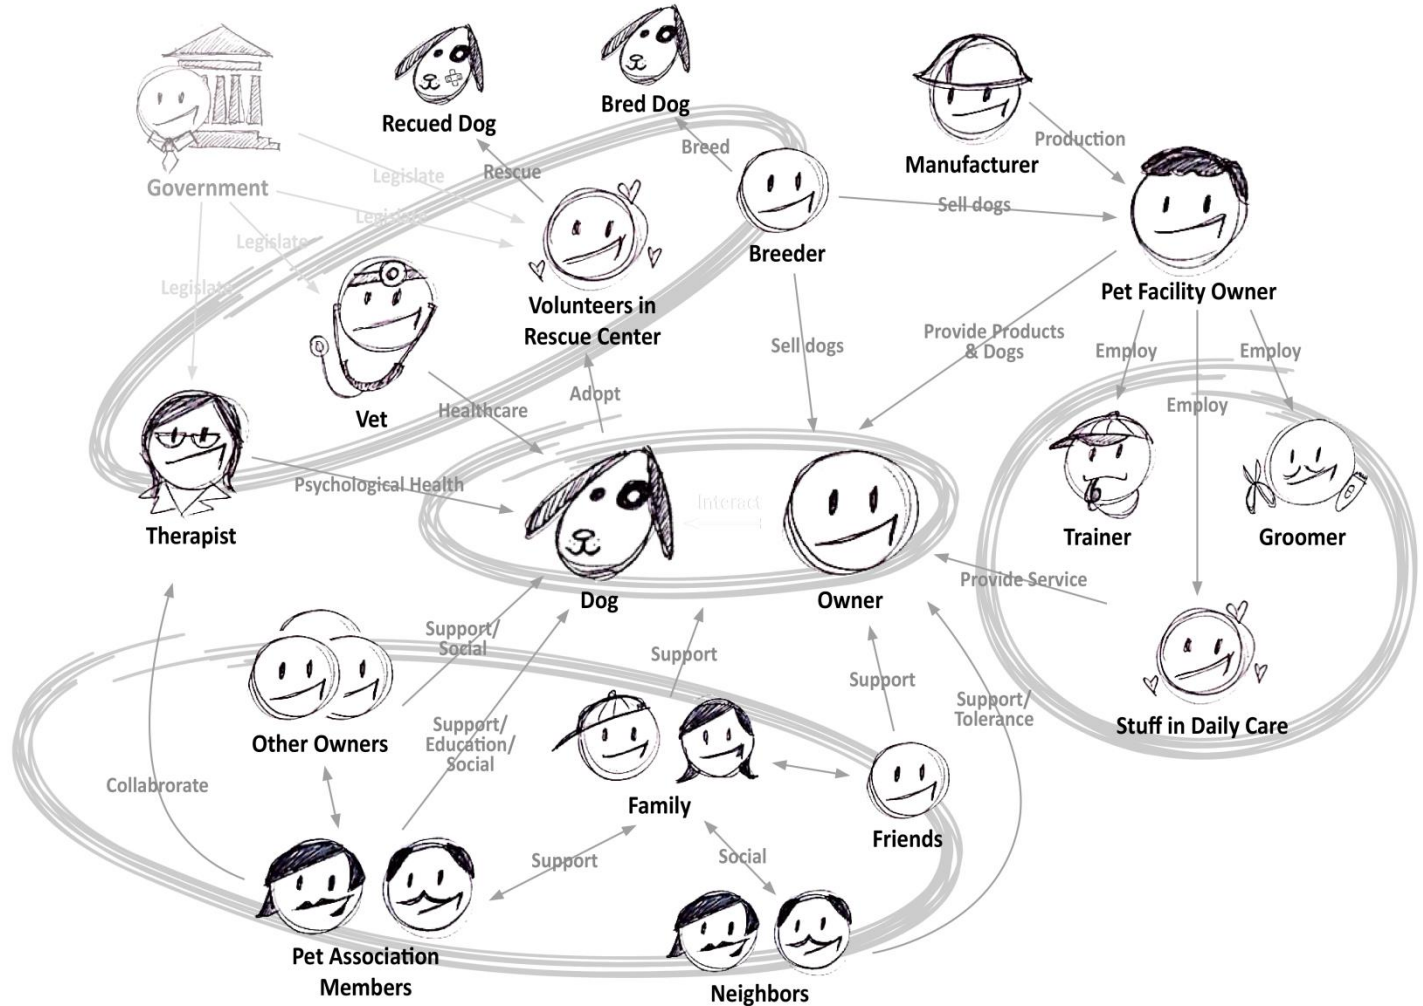 Recued Dog
Bred Dog
Manufacturer
Production
Government
Legislate
Legislate
Legislate
Legislate
Rescue
Breed
Breeder
Sell dogs
Pet Facility Owner
Volunteers in
Rescue Center
Vet
Sell dogs
Provide Products
& Dogs
Employ
Employ
Employ
Adopt
Healthcare
Psychological Health
Therapist
Interact
Trainer
Groomer
Dog
Owner
Provide Service
Support/
Social
Support
Support
Support/
Tolerance
Stuff in Daily Care
Other Owners
Support/
Education/
Social
Collabrorate
Family
Friends
Support
Social
Pet Association
Members
Neighbors